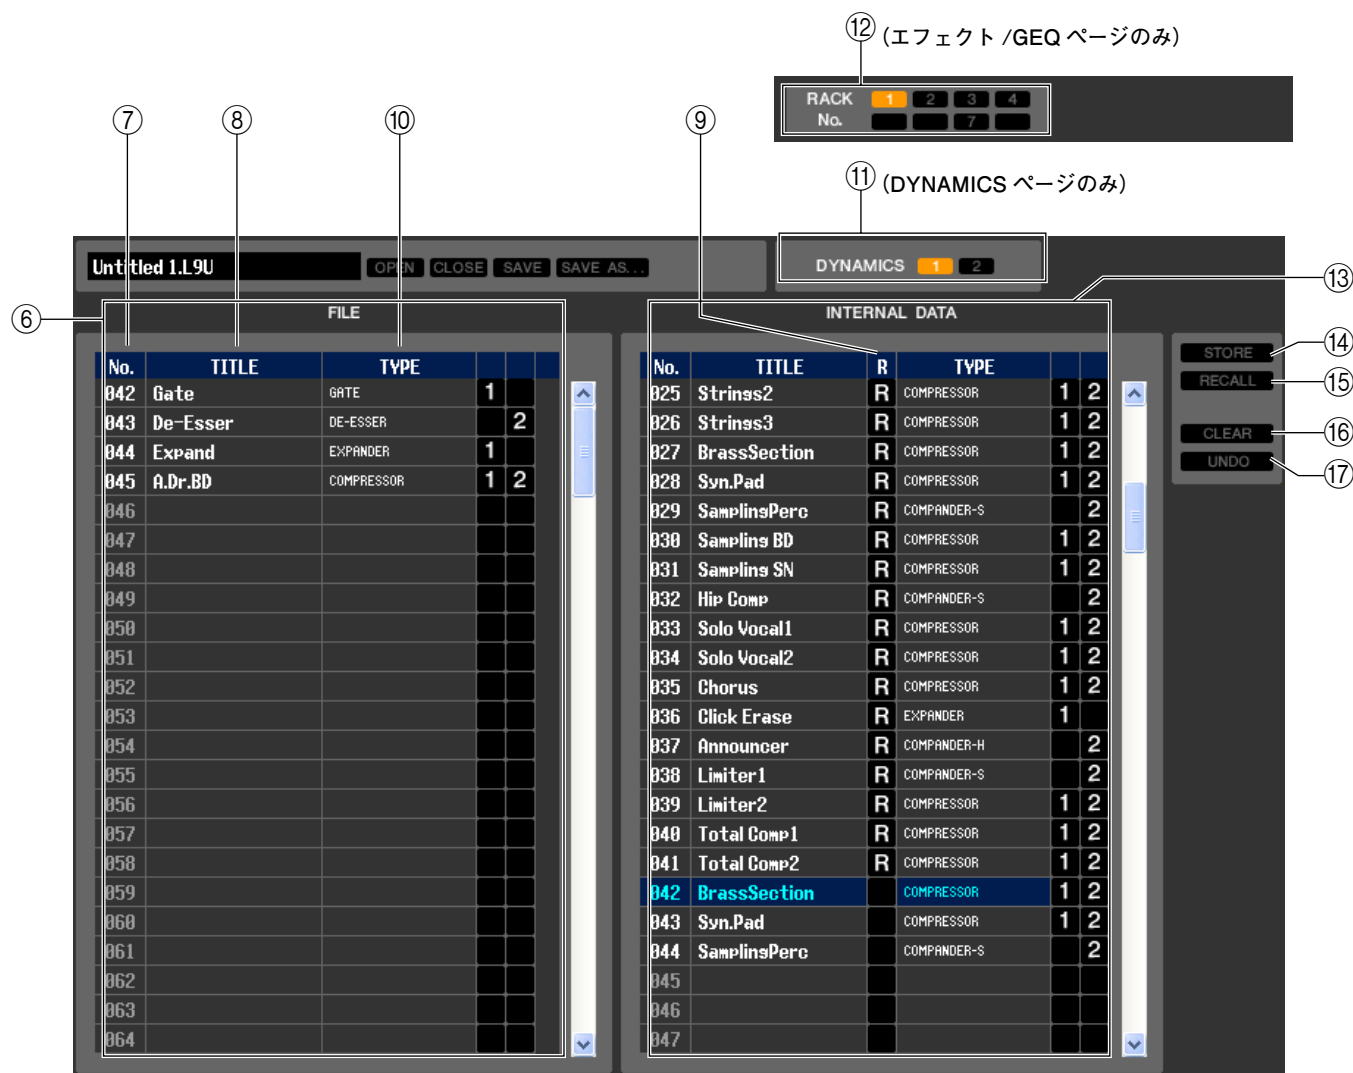 ⑫ (エフェクト /GEQ ページのみ)
RACK 1 2 3 4
No. 7
⑦ ⑧ ⑩ ⑨
⑪ (DYNAMICS ページのみ)
Untitled 1.L9U OPEN CLOSE SAVE SAVE AS...
DYNAMICS 1 2
⑬
⑥
FILE
No. TITLE TYPE
042 Gate GATE 1
043 De-Esser DE-ESSER 2
044 Expand EXPANDER 1
045 A.Dr.BD COMPRESSOR 1 2
046
047
048
049
050
051
052
053
054
055
056
057
058
059
060
061
062
063
064
INTERNAL DATA
No. TITLE R TYPE
025 Strings2 R COMPRESSOR 1 2
026 Strings3 R COMPRESSOR 1 2
027 BrassSection R COMPRESSOR 1 2
028 Syn.Pad R COMPRESSOR 1 2
029 SamplingPerc R COMPANDER-S 2
030 Sampling BD R COMPRESSOR 1 2
031 Sampling SN R COMPRESSOR 1 2
032 Hip Comp R COMPANDER-S 2
033 Solo Vocal1 R COMPRESSOR 1 2
034 Solo Vocal2 R COMPRESSOR 1 2
035 Chorus R COMPRESSOR 1 2
036 Click Erase R EXPANDER 1
037 Announcer R COMPANDER-H 2
038 Limiter1 R COMPANDER-S 2
039 Limiter2 R COMPRESSOR 1 2
040 Total Comp1 R COMPRESSOR 1 2
041 Total Comp2 R COMPRESSOR 1 2
042 BrassSection COMPRESSOR 1 2
043 Syn.Pad COMPRESSOR 1 2
044 SamplingPerc COMPANDER-S 2
045
046
047
STORE ⑭
RECALL ⑮
CLEAR ⑯
UNDO ⑰